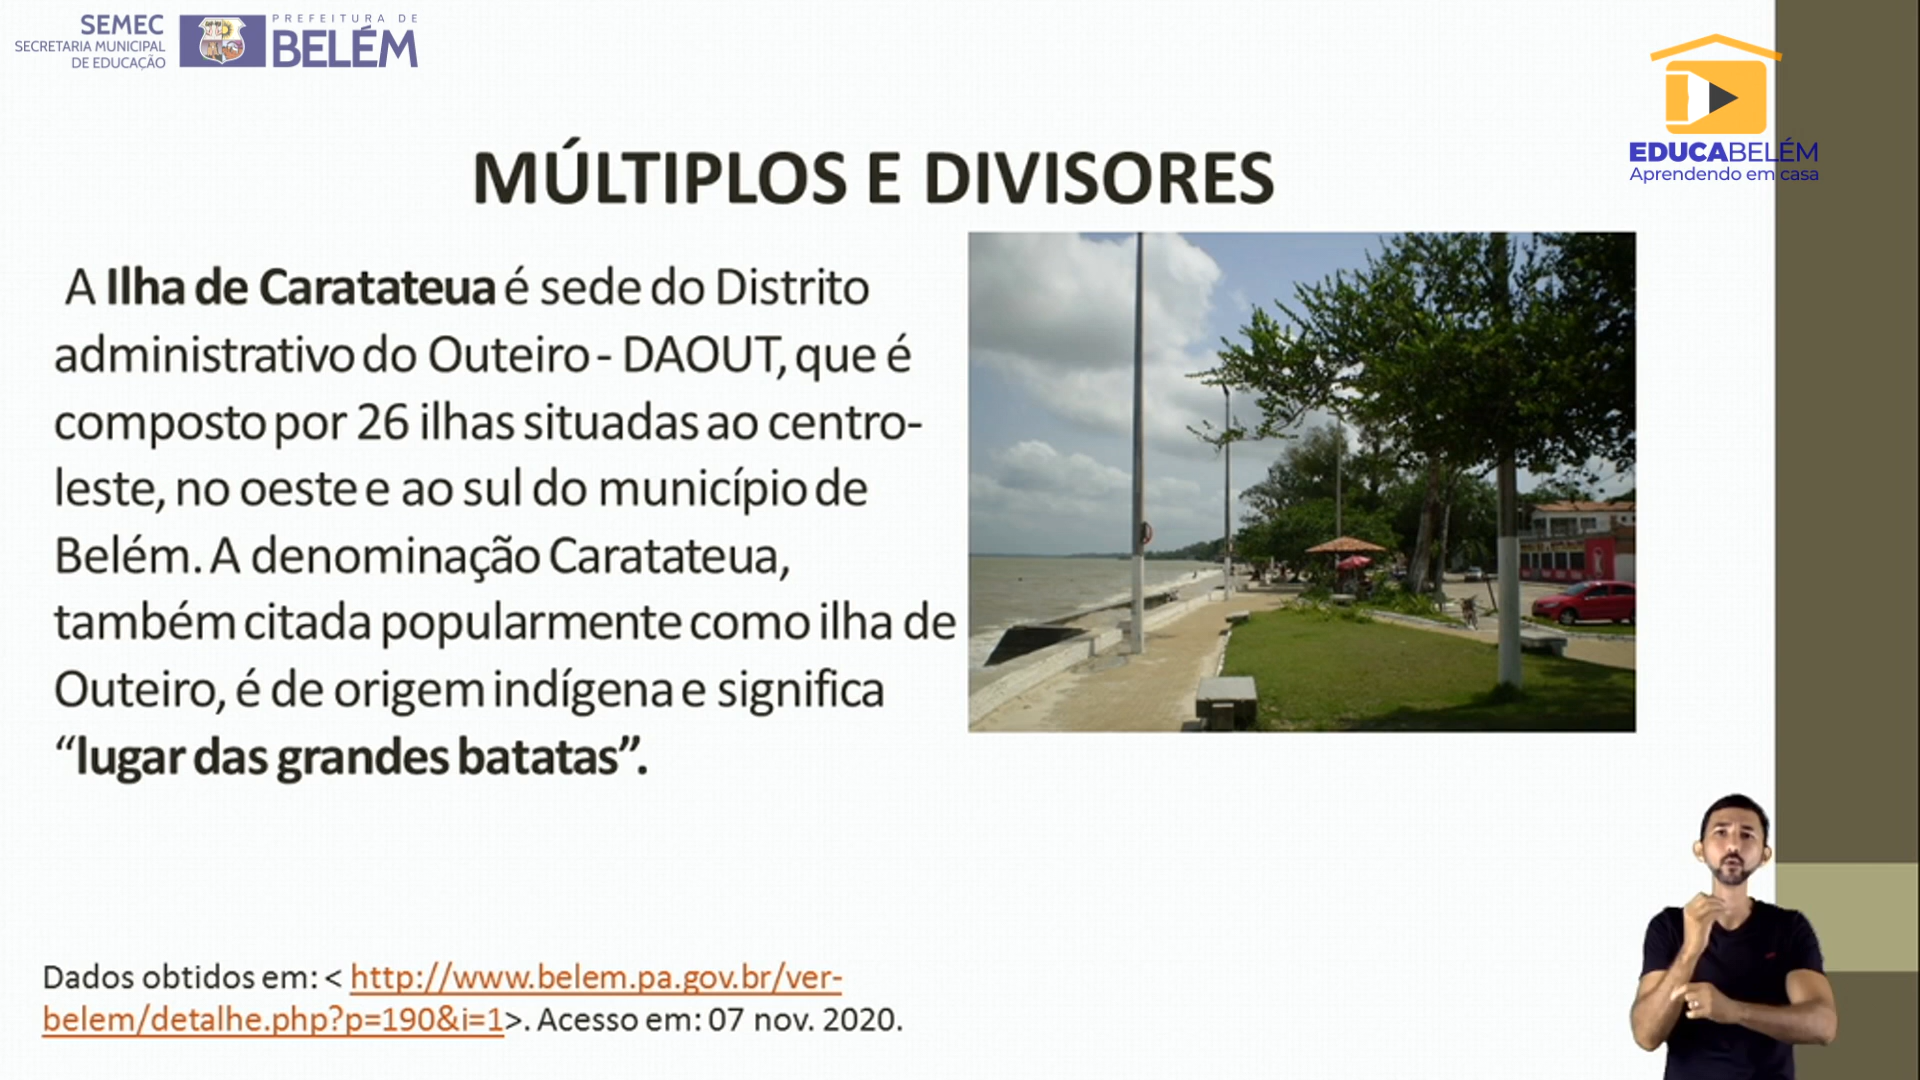 SEMEC
SECRETARIA MUNICIPAL
DE EDUCAÇÃO
PREFEITURA DE
BELÉM
EDUCABELÉM
Aprendendo em casa
MÚLTIPLOS E DIVISORES
A Ilha de Caratateua é sede do Distrito
administrativo do Outeiro - DAOUT, que é
composto por 26 ilhas situadas ao centro-
leste, no oeste e ao sul do município de
Belém. A denominação Caratateua,
também citada popularmente como ilha de
Outeiro, é de origem indígena e significa
“lugar das grandes batatas”.
Dados obtidos em: < http://www.belem.pa.gov.br/ver-
belem/detalhe.php?p=190&i=1>. Acesso em: 07 nov. 2020.